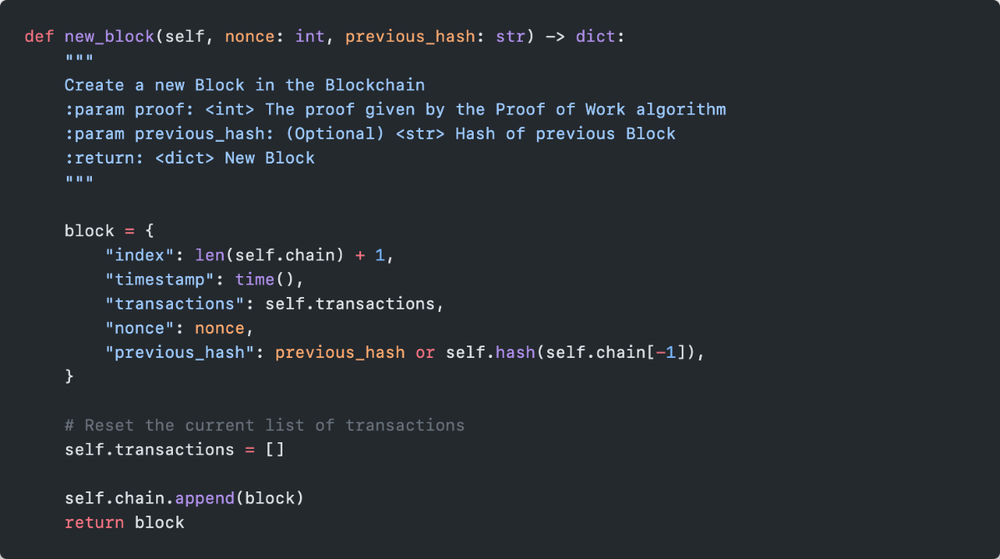 def new_block(self, nonce: int, previous_hash: str) -> dict:
    """
    Create a new Block in the Blockchain
    :param proof: <int> The proof given by the Proof of Work algorithm
    :param previous_hash: (Optional) <str> Hash of previous Block
    :return: <dict> New Block
    """

    block = {
        "index": len(self.chain) + 1,
        "timestamp": time(),
        "transactions": self.transactions,
        "nonce": nonce,
        "previous_hash": previous_hash or self.hash(self.chain[-1]),
    }

    # Reset the current list of transactions
    self.transactions = []

    self.chain.append(block)
    return block